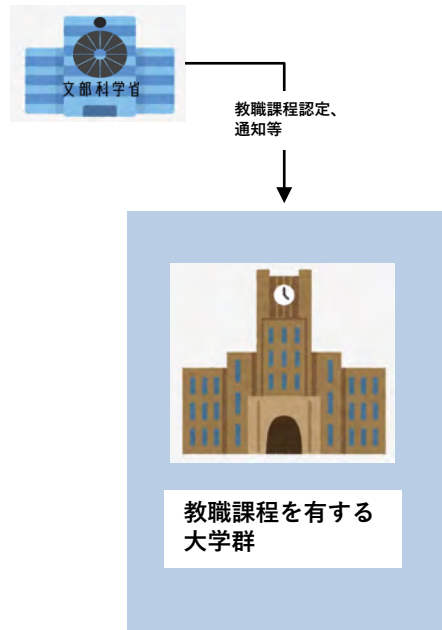 文部科学省
教職課程認定、
通知等
教職課程を有する
大学群